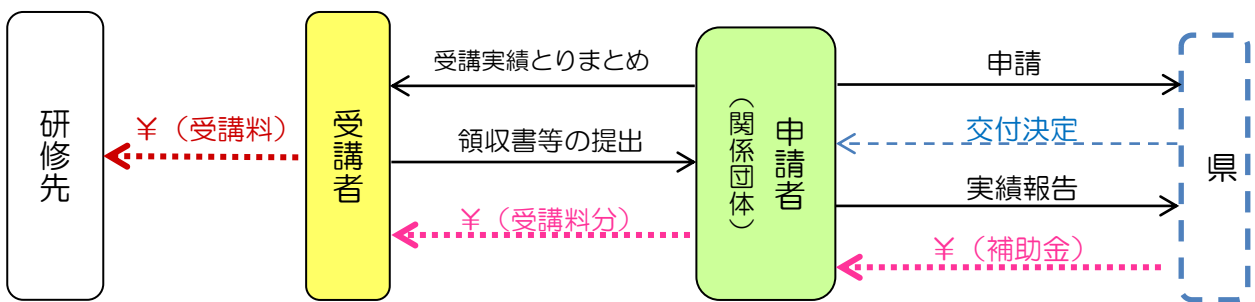 研修先
¥（受講料）
受講者
受講実績とりまとめ
領収書等の提出
¥（受講料分）
申請者
（関係団体）
申請
交付決定
実績報告
¥（補助金）
県